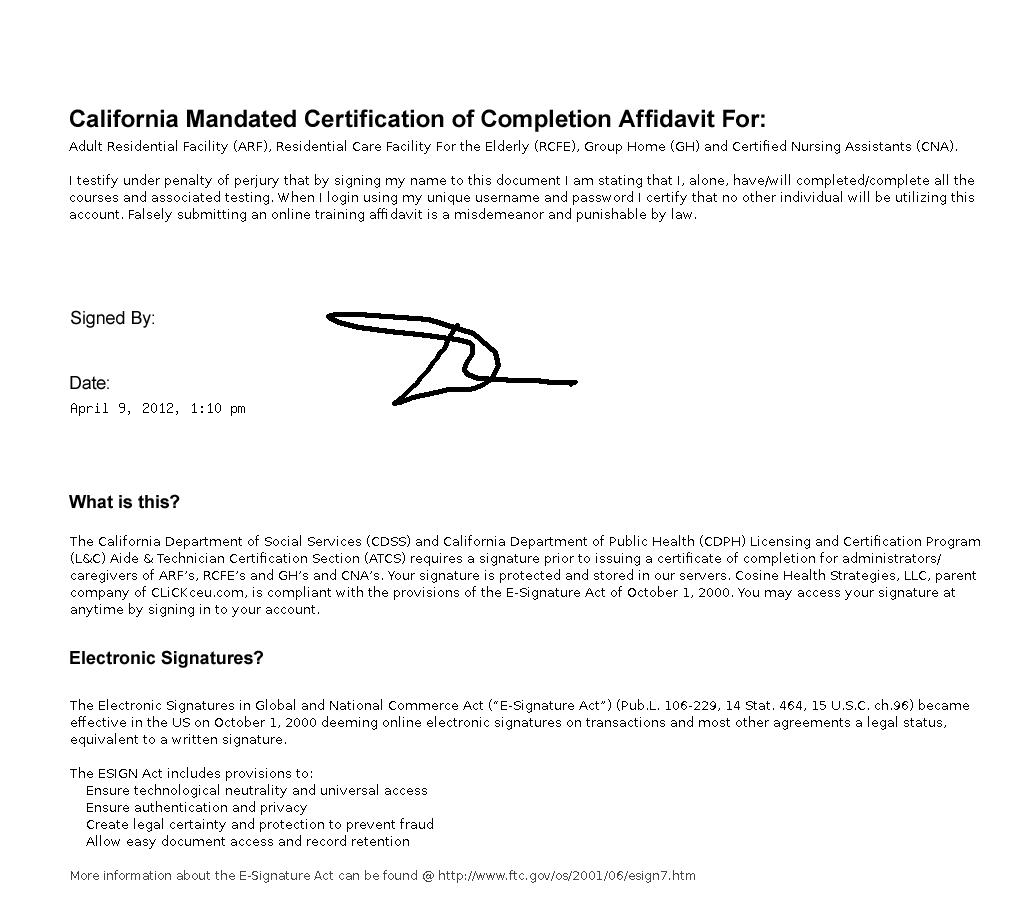 California Mandated Certification of Completion Affidavit For:
Adult Residential Facility (ARF), Residential Care Facility For the Elderly (RCFE), Group Home (GH) and Certified Nursing Assistants (CNA).
I testify under penalty of perjury that by signing my name to this document I am stating that I, alone, have/will completed/complete all the
courses and associated testing. When I login using my unique username and password I certify that no other individual will be utilizing this
account. Falsely submitting an online training affidavit is a misdemeanor and punishable by law.
Signed By:
Date:
April 9, 2012, 1:10 pm
What is this?
The California Department of Social Services (CDSS) and California Department of Public Health (CDPH) Licensing and Certification Program
(L&C) Aide & Technician Certification Section (ATCS) requires a signature prior to issuing a certificate of completion for administrators/
caregivers of ARF's, RCFE's and GH's and CNA's. Your signature is protected and stored in our servers. Cosine Health Strategies, LLC, parent
company of CLiCKceu.com, is compliant with the provisions of the E-Signature Act of October 1, 2000. You may access your signature at
anytime by signing in to your account.
Electronic Signatures?
The Electronic Signatures in Global and National Commerce Act (“E-Signature Act”) (Pub.L. 106-229, 14 Stat. 464, 15 U.S.C. ch.96) became
effective in the US on October 1, 2000 deeming online electronic signatures on transactions and most other agreements a legal status,
equivalent to a written signature.
The ESIGN Act includes provisions to:
Ensure technological neutrality and universal access
Ensure authentication and privacy
Create legal certainty and protection to prevent fraud
Allow easy document access and record retention
More information about the E-Signature Act can be found @ http://www.ftc.gov/os/2001/06/esign7.htm